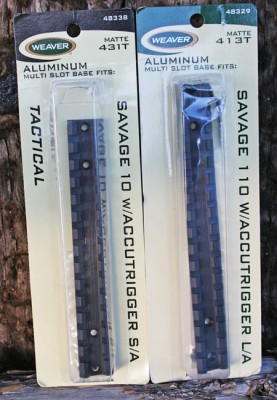 48338
WEAVER
MATTE
431T
ALUMINUM
MULTI SLOT BASE FITS:
TACTICAL
SAVAGE 10 W/ACCUTRIGGER S/A
48329
WEAVER
MATTE
413T
ALUMINUM
MULTI SLOT BASE FITS:
SAVAGE 110 W/ACCUTRIGGER L/A